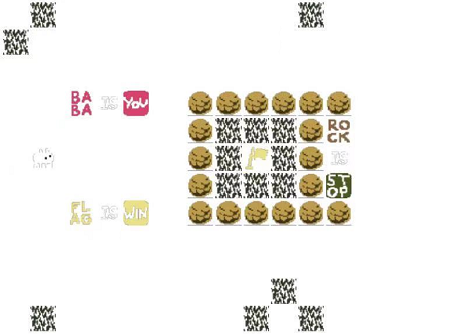 BABA IS YOU
ROCK
IS
STOP
FLAG IS WIN